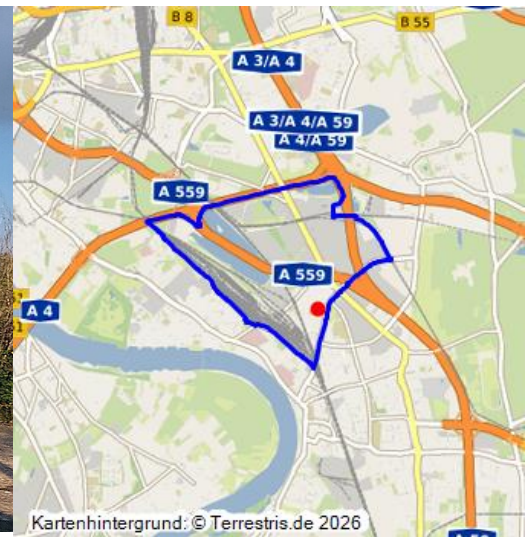 B 8
B 55
A 3/A 4
A 3/A 4/A 59
A 4/A 59
A 559
A 559
A 4
Kartenhintergrund: © Terrestris.de 2026